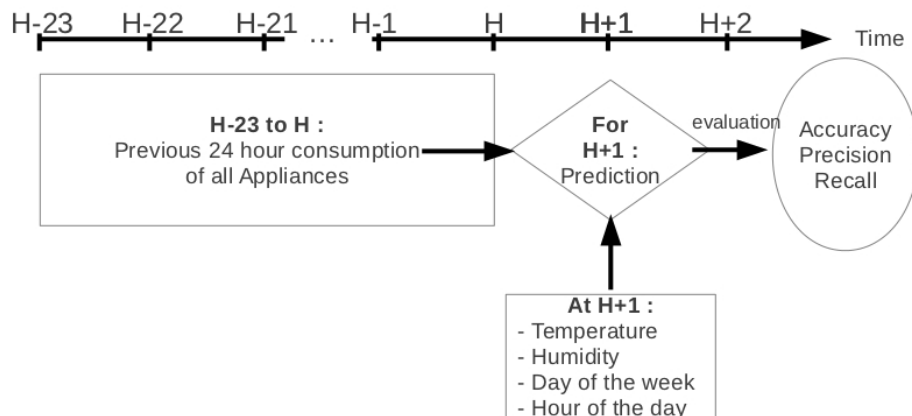 H-23 H-22 H-21 ... H-1 H H+1 H+2
Time
H-23 to H :
Previous 24 hour consumption
of all Appliances
For
H+1 :
Prediction
evaluation
Accuracy
Precision
Recall
At H+1 :
- Temperature
- Humidity
- Day of the week
- Hour of the day